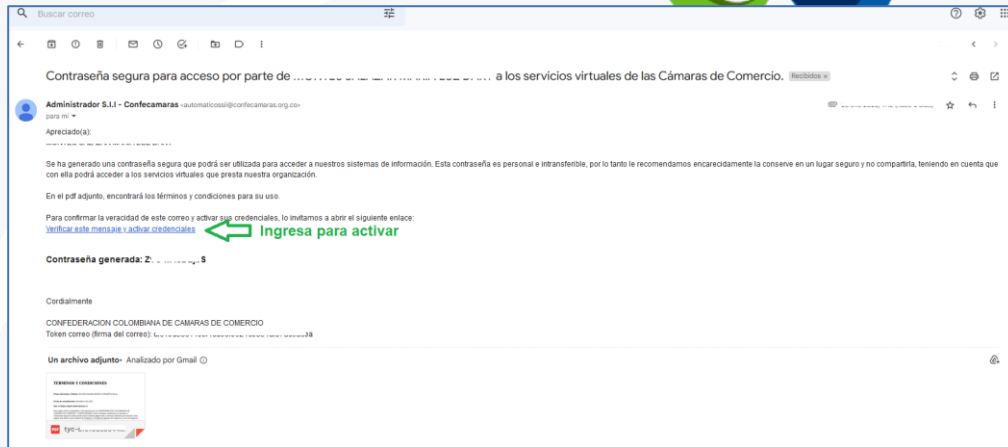 Buscar correo
Contraseña segura para acceso por parte de a los servicios virtuales de las Cámaras de Comercio. Recibidos x
Administrador S.I.I - Confecamaras <automaticossii@confecamaras.org.co>
para mi
Apreciado(a):
Se ha generado una contraseña segura que podrá ser utilizada para acceder a nuestros sistemas de información. Esta contraseña es personal e intransferible, por lo tanto le recomendamos encarecidamente la conserve en un lugar seguro y no compartirla, teniendo en cuenta que
con ella podrá acceder a los servicios virtuales que presta nuestra organización.
En el pdf adjunto, encontrará los términos y condiciones para su uso.
Para confirmar la veracidad de este correo y activar sus credenciales, lo invitamos a abrir el siguiente enlace:
Verificar este mensaje y activar credenciales
Ingresa para activar
Contraseña generada:
Cordialmente
CONFEDERACION COLOMBIANA DE CAMARAS DE COMERCIO
Token correo (firma del correo):
Un archivo adjunto• Analizado por Gmail
TERMINOS Y CONDICIONES
PDF